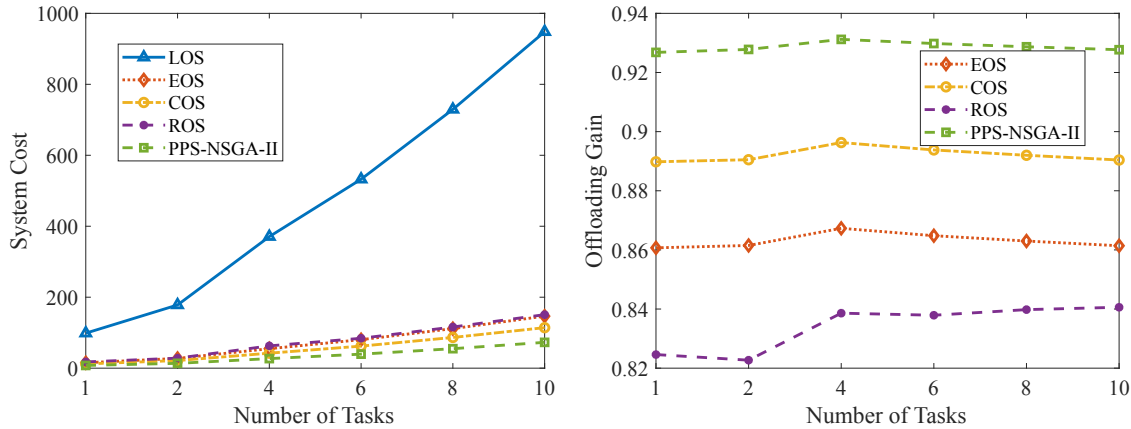 1000
800
600
400
200
0
System Cost
LOS
EOS
COS
ROS
PPS-NSGA-II
1 2 4 6 8 10
Number of Tasks
0.94
0.92
0.9
0.88
0.86
0.84
0.82
Offloading Gain
EOS
COS
ROS
PPS-NSGA-II
1 2 4 6 8 10
Number of Tasks